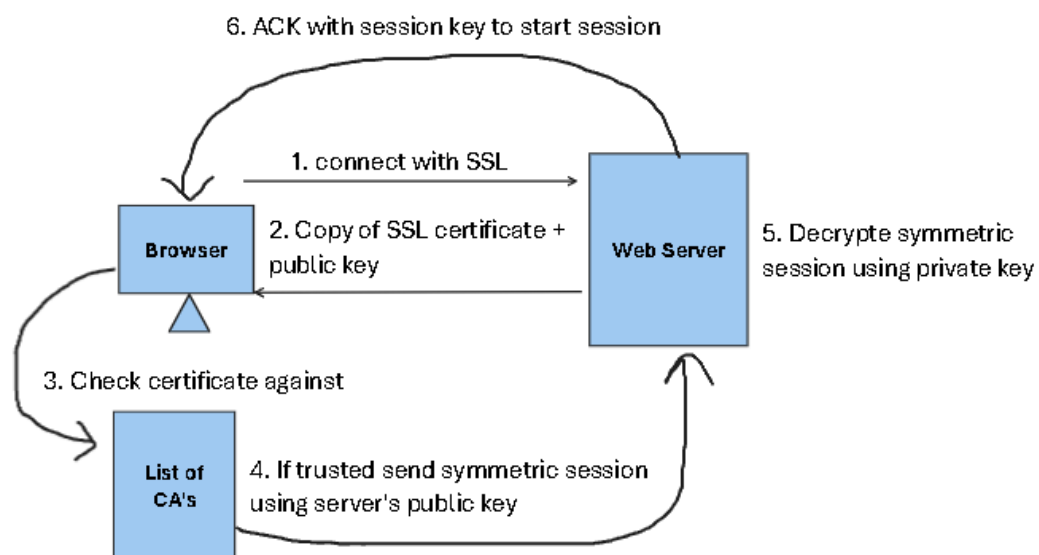 6. ACK with session key to start session
1. connect with SSL
Browser
2. Copy of SSL certificate +
public key
Web Server
5. Decrypte symmetric
session using private key
3. Check certificate against
List of
CA's
4. If trusted send symmetric session
using server's public key